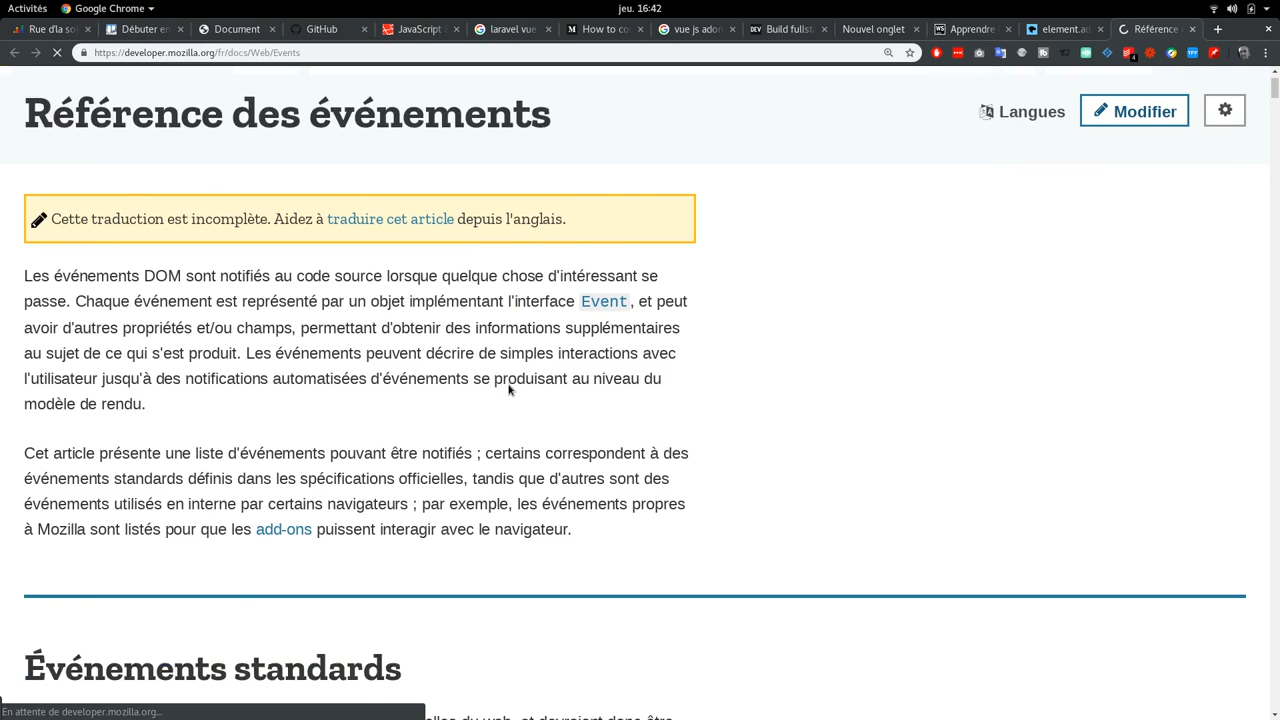 Activités Google Chrome jeu. 16:42
Rue d'la so Débuter en Document GitHub JavaScript laravel vue How to co vue js ado Build fullst Nouvel onglet Apprendre element.ad Référence
https://developer.mozilla.org/fr/docs/Web/Events
Référence des événements
Langues
Modifier
Cette traduction est incomplète. Aidez à traduire cet article depuis l'anglais.
Les événements DOM sont notifiés au code source lorsque quelque chose d'intéressant se
passe. Chaque événement est représenté par un objet implémentant l'interface Event, et peut
avoir d'autres propriétés et/ou champs, permettant d'obtenir des informations supplémentaires
au sujet de ce qui s'est produit. Les événements peuvent décrire de simples interactions avec
l'utilisateur jusqu'à des notifications automatisées d'événements se produisant au niveau du
modèle de rendu.
Cet article présente une liste d'événements pouvant être notifiés ; certains correspondent à des
événements standards définis dans les spécifications officielles, tandis que d'autres sont des
événements utilisés en interne par certains navigateurs ; par exemple, les événements propres
à Mozilla sont listés pour que les add-ons puissent interagir avec le navigateur.
Événements standards
En attente de developer.mozilla.org...